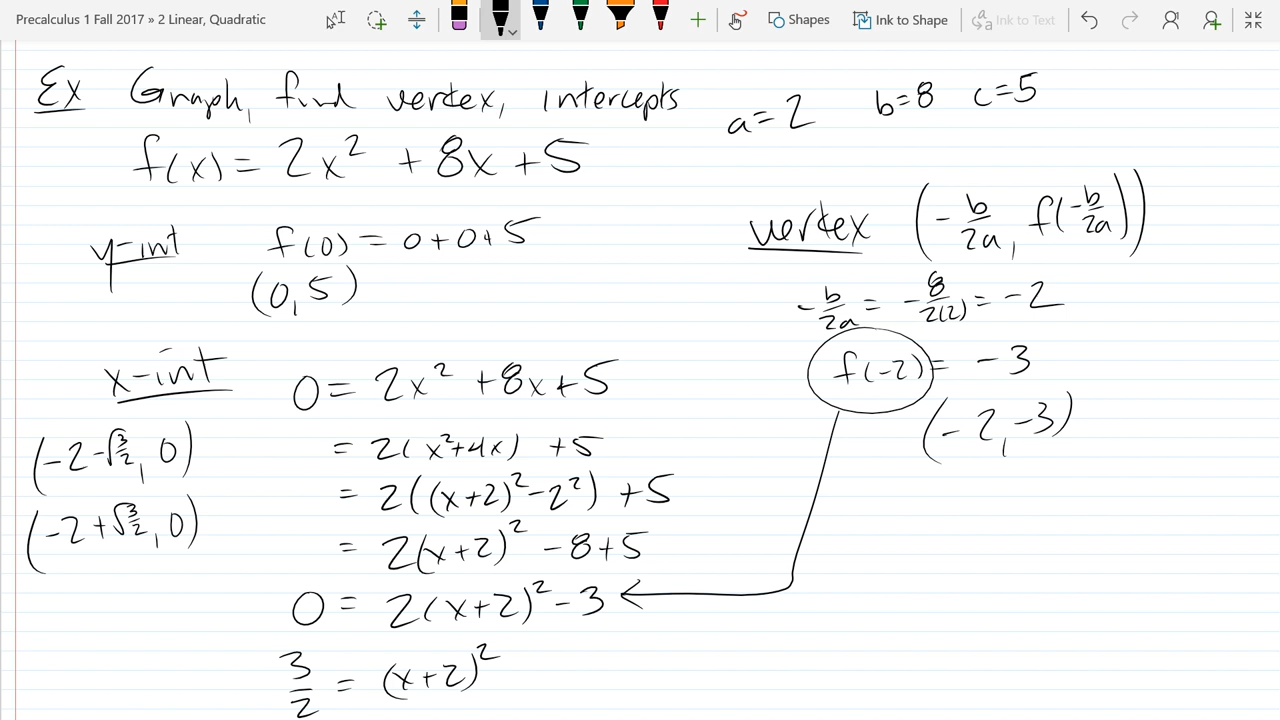 Precalculus 1 Fall 2017 » 2 Linear, Quadratic
Shapes
Ink to Shape
Ink to Text
Ex Graph, find vertex, intercepts
f(x) = 2x² + 8x + 5
y-int f(0) = 0 + 0 + 5
(0, 5)
x-int 0 = 2x² + 8x + 5
= 2(x² + 4x) + 5
= 2((x+2)² - 2²) + 5
= 2(x+2)² - 8 + 5
0 = 2(x+2)² - 3
3/2 = (x+2)²
(-2 - √3/2, 0)
(-2 + √3/2, 0)
a = 2 b = 8 c = 5
vertex (-b/2a, f(-b/2a))
-b/2a = -8/2(2) = -2
f(-2) = -3
(-2, -3)